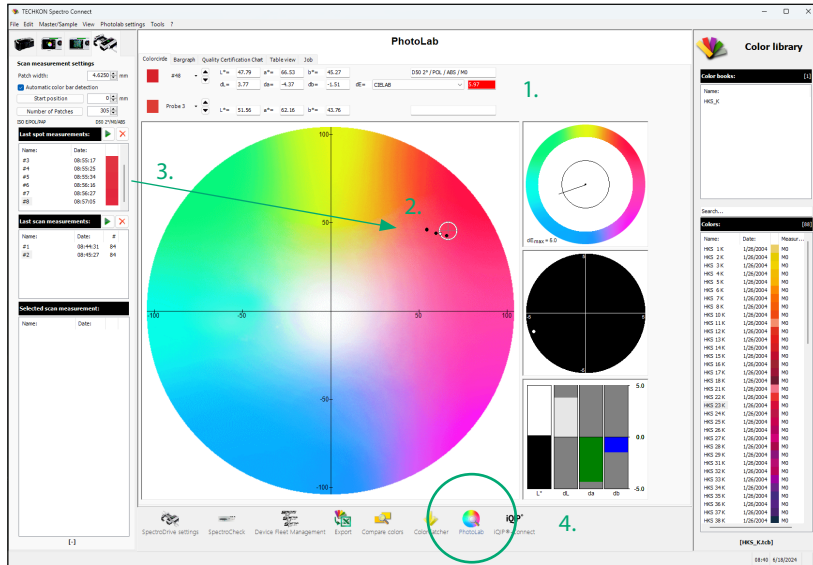 TECHKON Spectro Connect
File Edit Master/Sample View Photolab settings Tools ?
PhotoLab
Color library
Scan measurement settings
Patch width: 4.6250 mm
Automatic color bar detection
Start position 0 mm
Number of Patches 305
ISO E/POL/PAP D50 2°/M0/ABS
Last spot measurements:
Name: Date:
#3 08:55:17
#4 08:55:25
#5 08:55:34
#6 08:56:16
#7 08:56:27
#8 08:57:05
Last scan measurements:
Name: Date: #
#1 08:44:31 84
#2 08:45:27 84
Selected scan measurement:
Name: Date:
[-]
Colorcircle Bargraph Quality Certification Chart Table view Job
#48 L*= 47.79 a*= 66.53 b*= 45.27 D50 2° / POL / ABS / M0
dL= 3.77 da= -4.37 db= -1.51 dE= CIELAB 5.97
Probe 3 L*= 51.56 a*= 62.16 b*= 43.76
1.
2.
3.
100
50
-100
-50
50
100
-50
-100
dEmax = 6.0
6
-6
6
-6
5.0
0.0
-5.0
L* dL da db
SpectroDrive settings
SpectroCheck
Device Fleet Management
Export
Compare colors
ColorCatcher
PhotoLab
4.
Color books: [1]
Name:
HKS_K
Search...
Colors: [88]
Name: Date: Measur...
HKS 1 K 1/26/2004 M0
HKS 2 K 1/26/2004 M0
HKS 3 K 1/26/2004 M0
HKS 4 K 1/26/2004 M0
HKS 5 K 1/26/2004 M0
HKS 6 K 1/26/2004 M0
HKS 7 K 1/26/2004 M0
HKS 8 K 1/26/2004 M0
HKS 10 K 1/26/2004 M0
HKS 11 K 1/26/2004 M0
HKS 12 K 1/26/2004 M0
HKS 13 K 1/26/2004 M0
HKS 14 K 1/26/2004 M0
HKS 15 K 1/26/2004 M0
HKS 16 K 1/26/2004 M0
HKS 17 K 1/26/2004 M0
HKS 18 K 1/26/2004 M0
HKS 21 K 1/26/2004 M0
HKS 22 K 1/26/2004 M0
HKS 23 K 1/26/2004 M0
HKS 24 K 1/26/2004 M0
HKS 25 K 1/26/2004 M0
HKS 26 K 1/26/2004 M0
HKS 27 K 1/26/2004 M0
HKS 28 K 1/26/2004 M0
HKS 29 K 1/26/2004 M0
HKS 31 K 1/26/2004 M0
HKS 32 K 1/26/2004 M0
HKS 33 K 1/26/2004 M0
HKS 34 K 1/26/2004 M0
HKS 35 K 1/26/2004 M0
HKS 36 K 1/26/2004 M0
HKS 37 K 1/26/2004 M0
HKS 38 K 1/26/2004 M0
[HKS_K.tcb]
08:40 6/18/2024